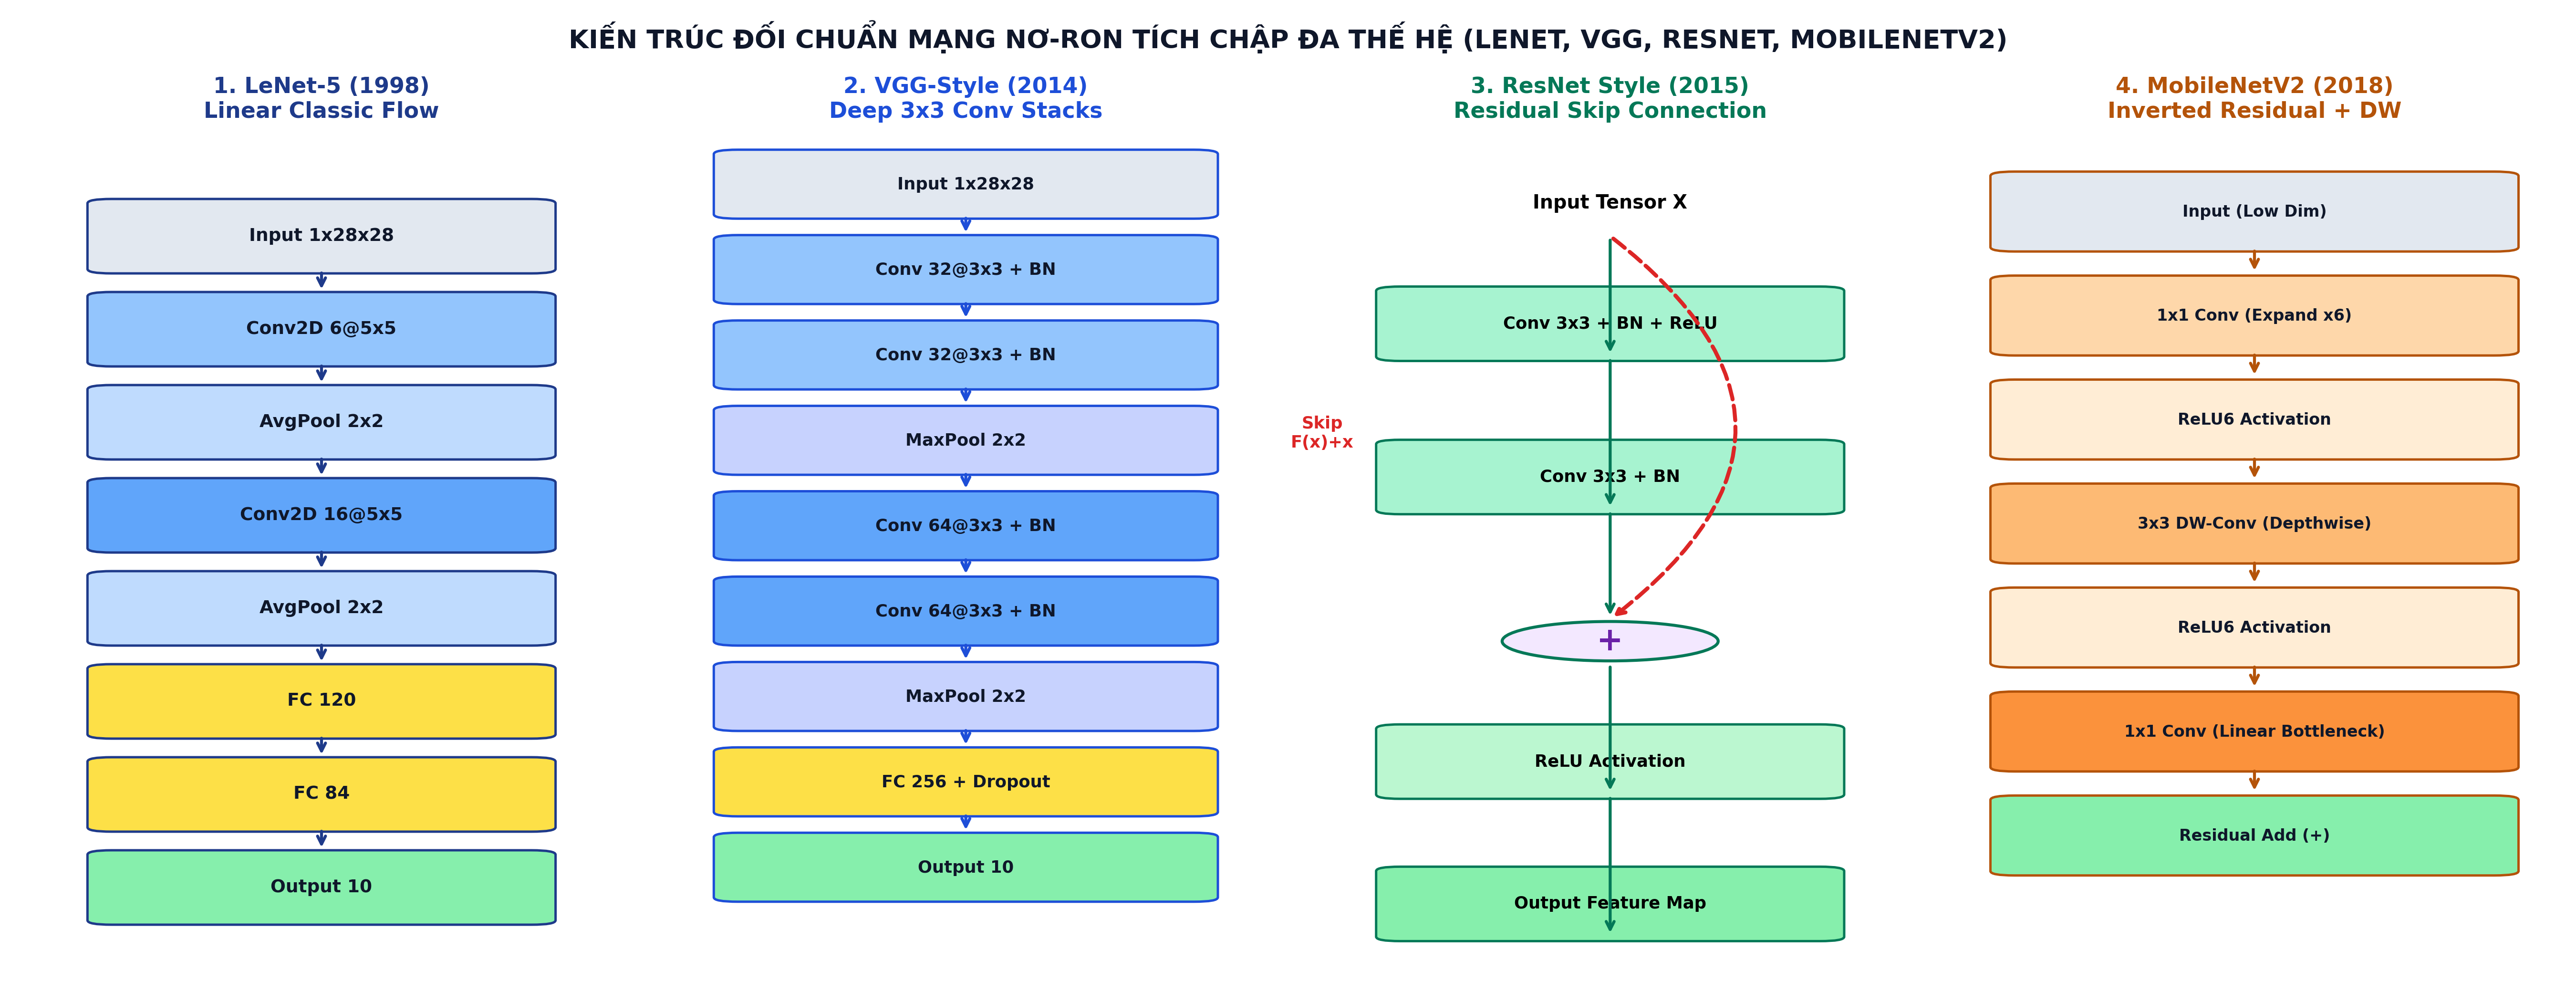 KIẾN TRÚC ĐỐI CHUẨN MẠNG NƠ-RON TÍCH CHẬP ĐA THẾ HỆ (LENET, VGG, RESNET, MOBILENETV2)
1. LeNet-5 (1998)
Linear Classic Flow
Input 1x28x28
Conv2D 6@5x5
AvgPool 2x2
Conv2D 16@5x5
AvgPool 2x2
FC 120
FC 84
Output 10
2. VGG-Style (2014)
Deep 3x3 Conv Stacks
Input 1x28x28
Conv 32@3x3 + BN
Conv 32@3x3 + BN
MaxPool 2x2
Conv 64@3x3 + BN
Conv 64@3x3 + BN
MaxPool 2x2
FC 256 + Dropout
Output 10
3. ResNet Style (2015)
Residual Skip Connection
Input Tensor X
Conv 3x3 + BN + ReLU
Skip
F(x)+x
Conv 3x3 + BN
+
ReLU Activation
Output Feature Map
4. MobileNetV2 (2018)
Inverted Residual + DW
Input (Low Dim)
1x1 Conv (Expand x6)
ReLU6 Activation
3x3 DW-Conv (Depthwise)
ReLU6 Activation
1x1 Conv (Linear Bottleneck)
Residual Add (+)